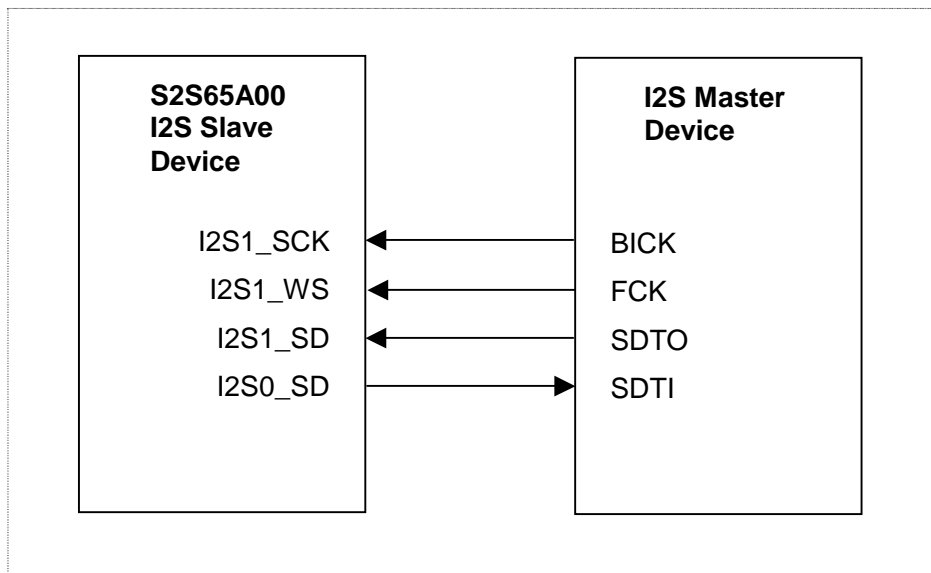 S2S65A00
I2S Slave
Device
I2S Master
Device
I2S1_SCK
BICK
I2S1_WS
FCK
I2S1_SD
SDTO
I2S0_SD
SDTI